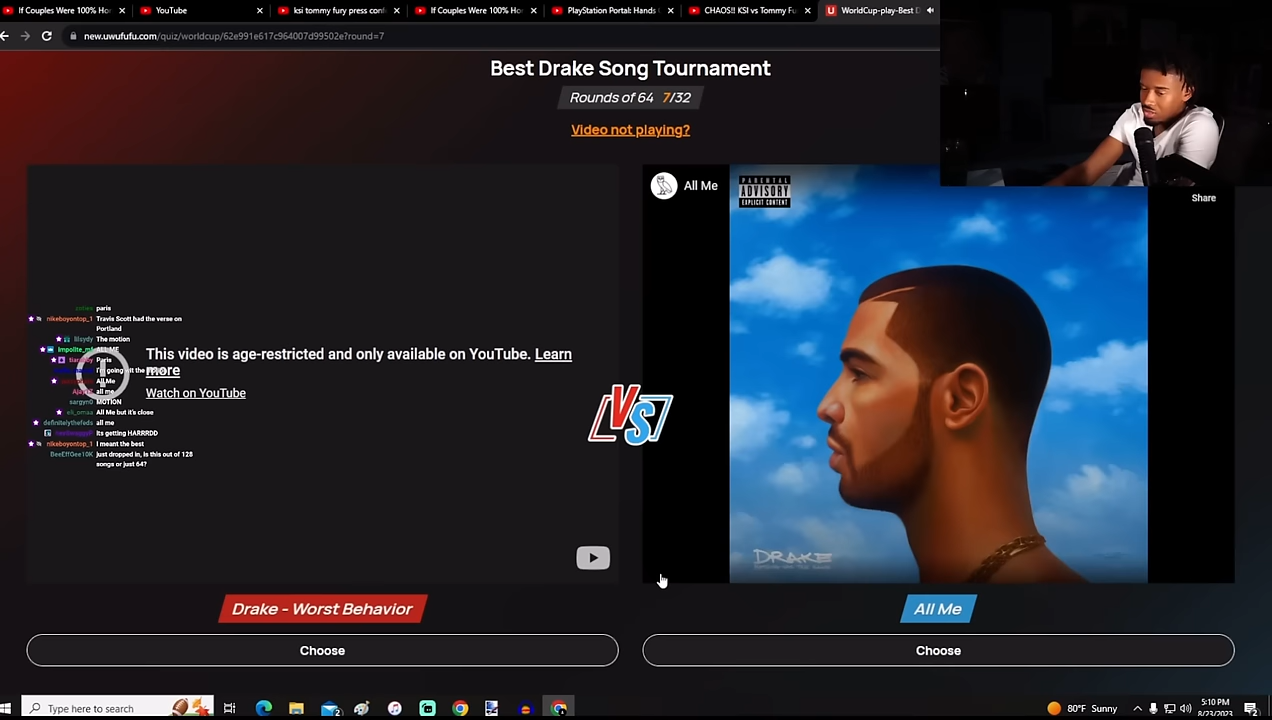 If Couples Were 100% Ho
YouTube
ksi tommy fury press conf
If Couples Were 100% Ho
PlayStation Portal: Hands
CHAOS!! KSI vs Tommy Fu
WorldCup-play-Best D
new.uwufufu.com/quiz/worldcup/62e991e617c964007d99502e?round=7
Best Drake Song Tournament
Rounds of 64 7/32
Video not playing?
PARENTAL
ADVISORY
EXPLICIT CONTENT
All Me
Share
paris
nikeboyontop_1 Travis Scott had the verse on
Portland
lilsydy The motion
Paris
All Me
all me
sargyn0 MOTION
eli_omaa All Me but it's close
definitelythefeds all me
Its getting HARRRDD
nikeboyontop_1 I meant the best
BeeEffGee10K just dropped in, is this out of 128
songs or just 64?
This video is age-restricted and only available on YouTube. Learn
more
Watch on YouTube
VS
DRAKE
Drake - Worst Behavior
All Me
Choose
Choose
Type here to search
80°F Sunny
5:10 PM
8/23/2023